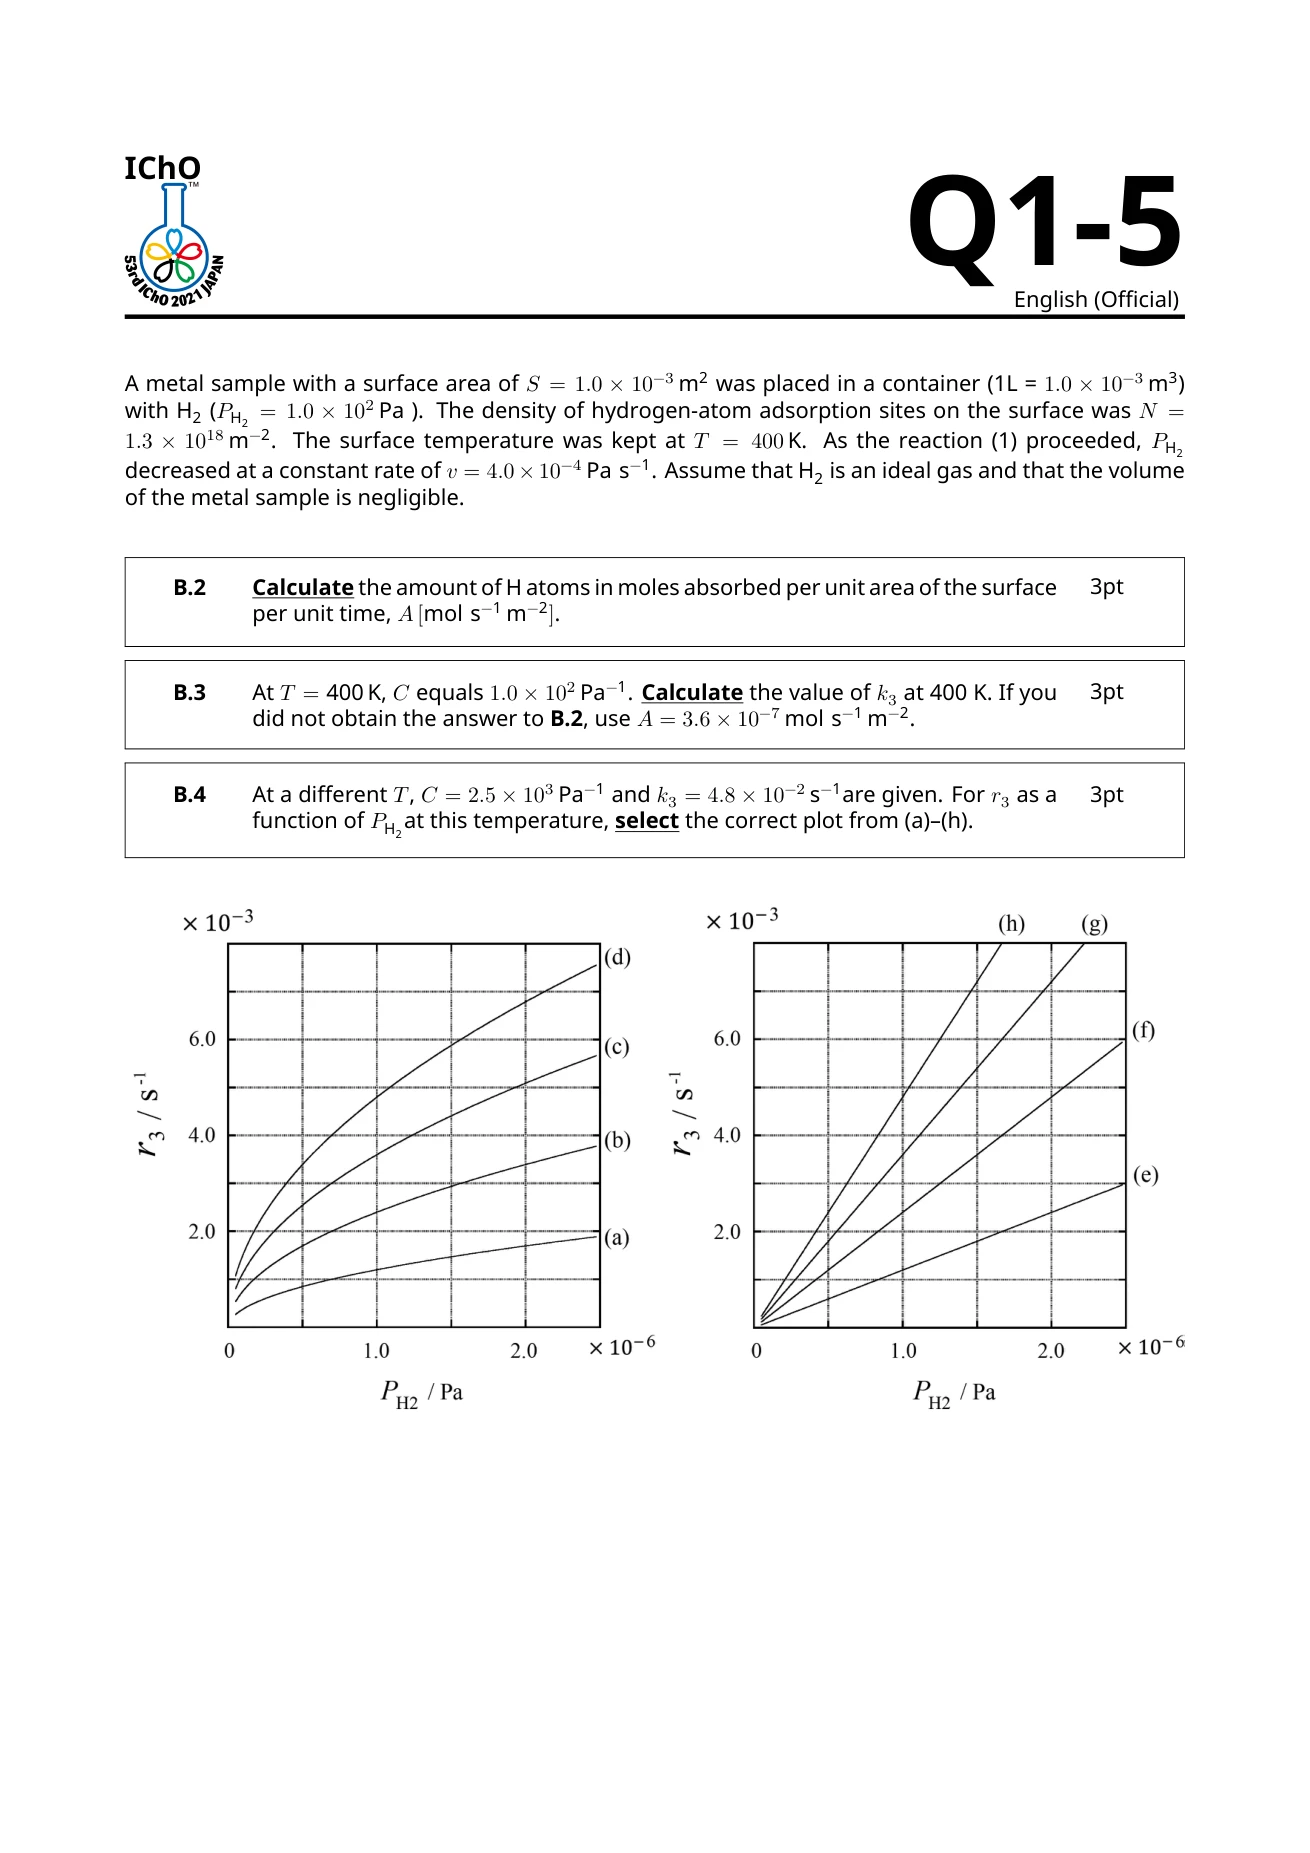 IChO
TM
53rd IChO 2021 JAPAN
Q1-5
English (Official)
A metal sample with a surface area of S = 1.0 × 10⁻³ m² was placed in a container (1L = 1.0 × 10⁻³ m³)
with H₂ (P_H₂ = 1.0 × 10² Pa ). The density of hydrogen-atom adsorption sites on the surface was N =
1.3 × 10¹⁸ m⁻². The surface temperature was kept at T = 400 K. As the reaction (1) proceeded, P_H₂
decreased at a constant rate of v = 4.0 × 10⁻⁴ Pa s⁻¹. Assume that H₂ is an ideal gas and that the volume
of the metal sample is negligible.
B.2 Calculate the amount of H atoms in moles absorbed per unit area of the surface 3pt
per unit time, A [mol s⁻¹ m⁻²].
B.3 At T = 400 K, C equals 1.0 × 10² Pa⁻¹. Calculate the value of k₃ at 400 K. If you 3pt
did not obtain the answer to B.2, use A = 3.6 × 10⁻⁷ mol s⁻¹ m⁻².
B.4 At a different T, C = 2.5 × 10³ Pa⁻¹ and k₃ = 4.8 × 10⁻² s⁻¹are given. For r₃ as a 3pt
function of P_H₂ at this temperature, select the correct plot from (a)–(h).
× 10⁻³
(d)
6.0
(c)
4.0
(b)
2.0
(a)
r₃ / s⁻¹
0 1.0 2.0 × 10⁻⁶
P_H2 / Pa
× 10⁻³
(h) (g)
6.0
(f)
4.0
(e)
2.0
r₃ / s⁻¹
0 1.0 2.0 × 10⁻⁶
P_H2 / Pa